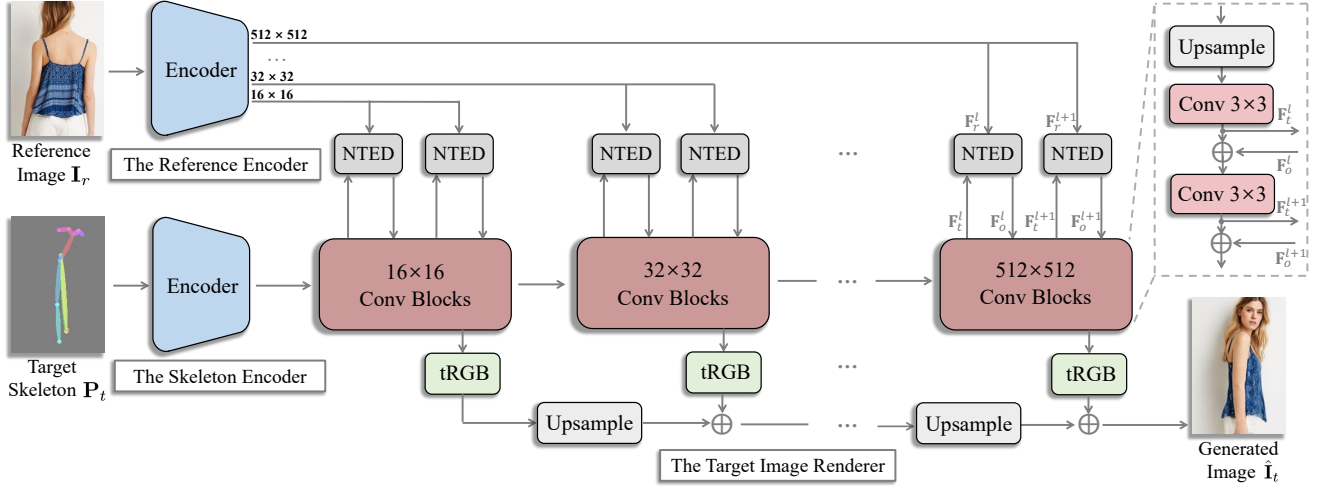 512 × 512
...
32 × 32
16 × 16
Encoder
Reference
Image I_r
The Reference Encoder
NTED
NTED
NTED
NTED
...
NTED
NTED
F_r^l
F_r^{l+1}
F_t^l
F_o^l
F_t^{l+1}
F_o^{l+1}
Upsample
Conv 3×3
F_t^l
F_o^l
Conv 3×3
F_t^{l+1}
F_o^{l+1}
Encoder
Target
Skeleton P_t
The Skeleton Encoder
16×16
Conv Blocks
32×32
Conv Blocks
...
512×512
Conv Blocks
tRGB
tRGB
...
tRGB
Upsample
...
Upsample
The Target Image Renderer
Generated
Image Î_t